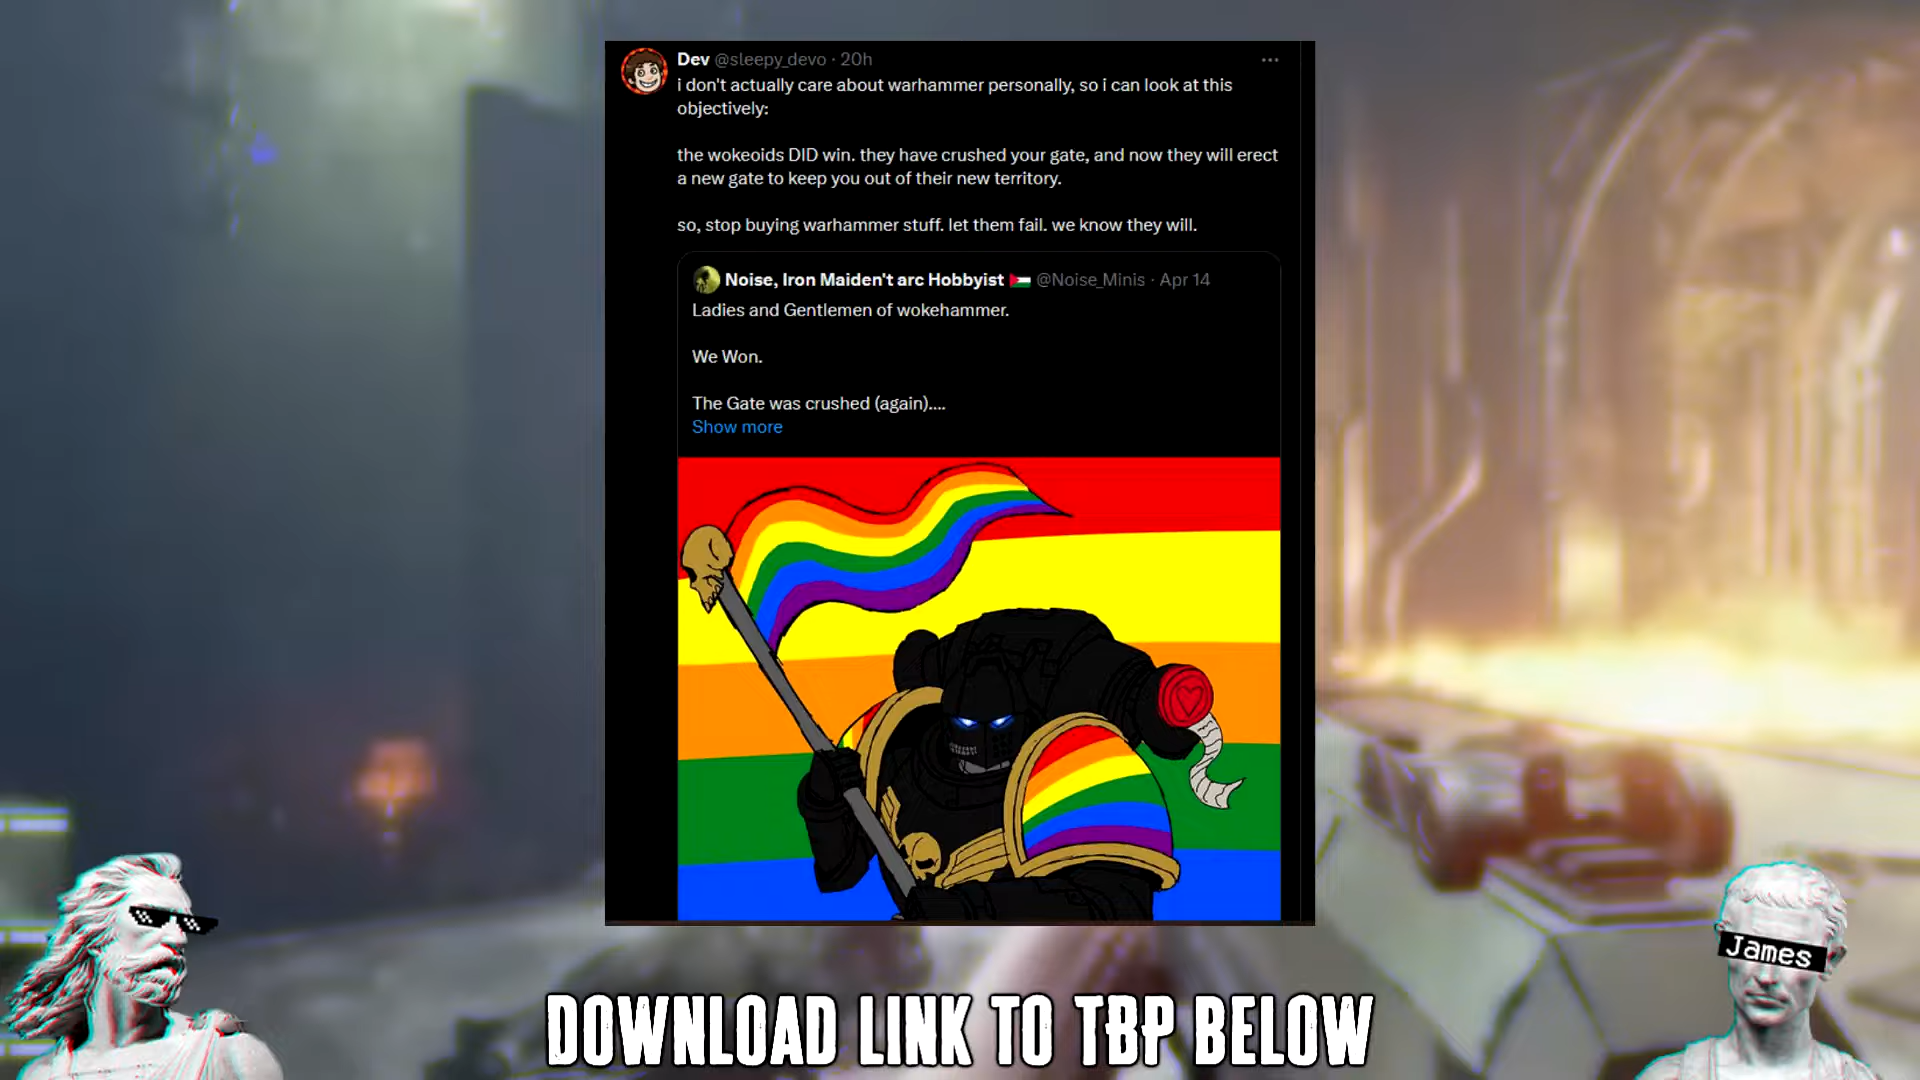 Dev @sleepy_devo · 20h
i don't actually care about warhammer personally, so i can look at this
objectively:
the wokeoids DID win. they have crushed your gate, and now they will erect
a new gate to keep you out of their new territory.
so, stop buying warhammer stuff. let them fail. we know they will.
Noise, Iron Maiden't arc Hobbyist 🇵🇸 @Noise_Minis · Apr 14
Ladies and Gentlemen of wokehammer.
We Won.
The Gate was crushed (again)....
Show more
James
DOWNLOAD LINK TO TBP BELOW